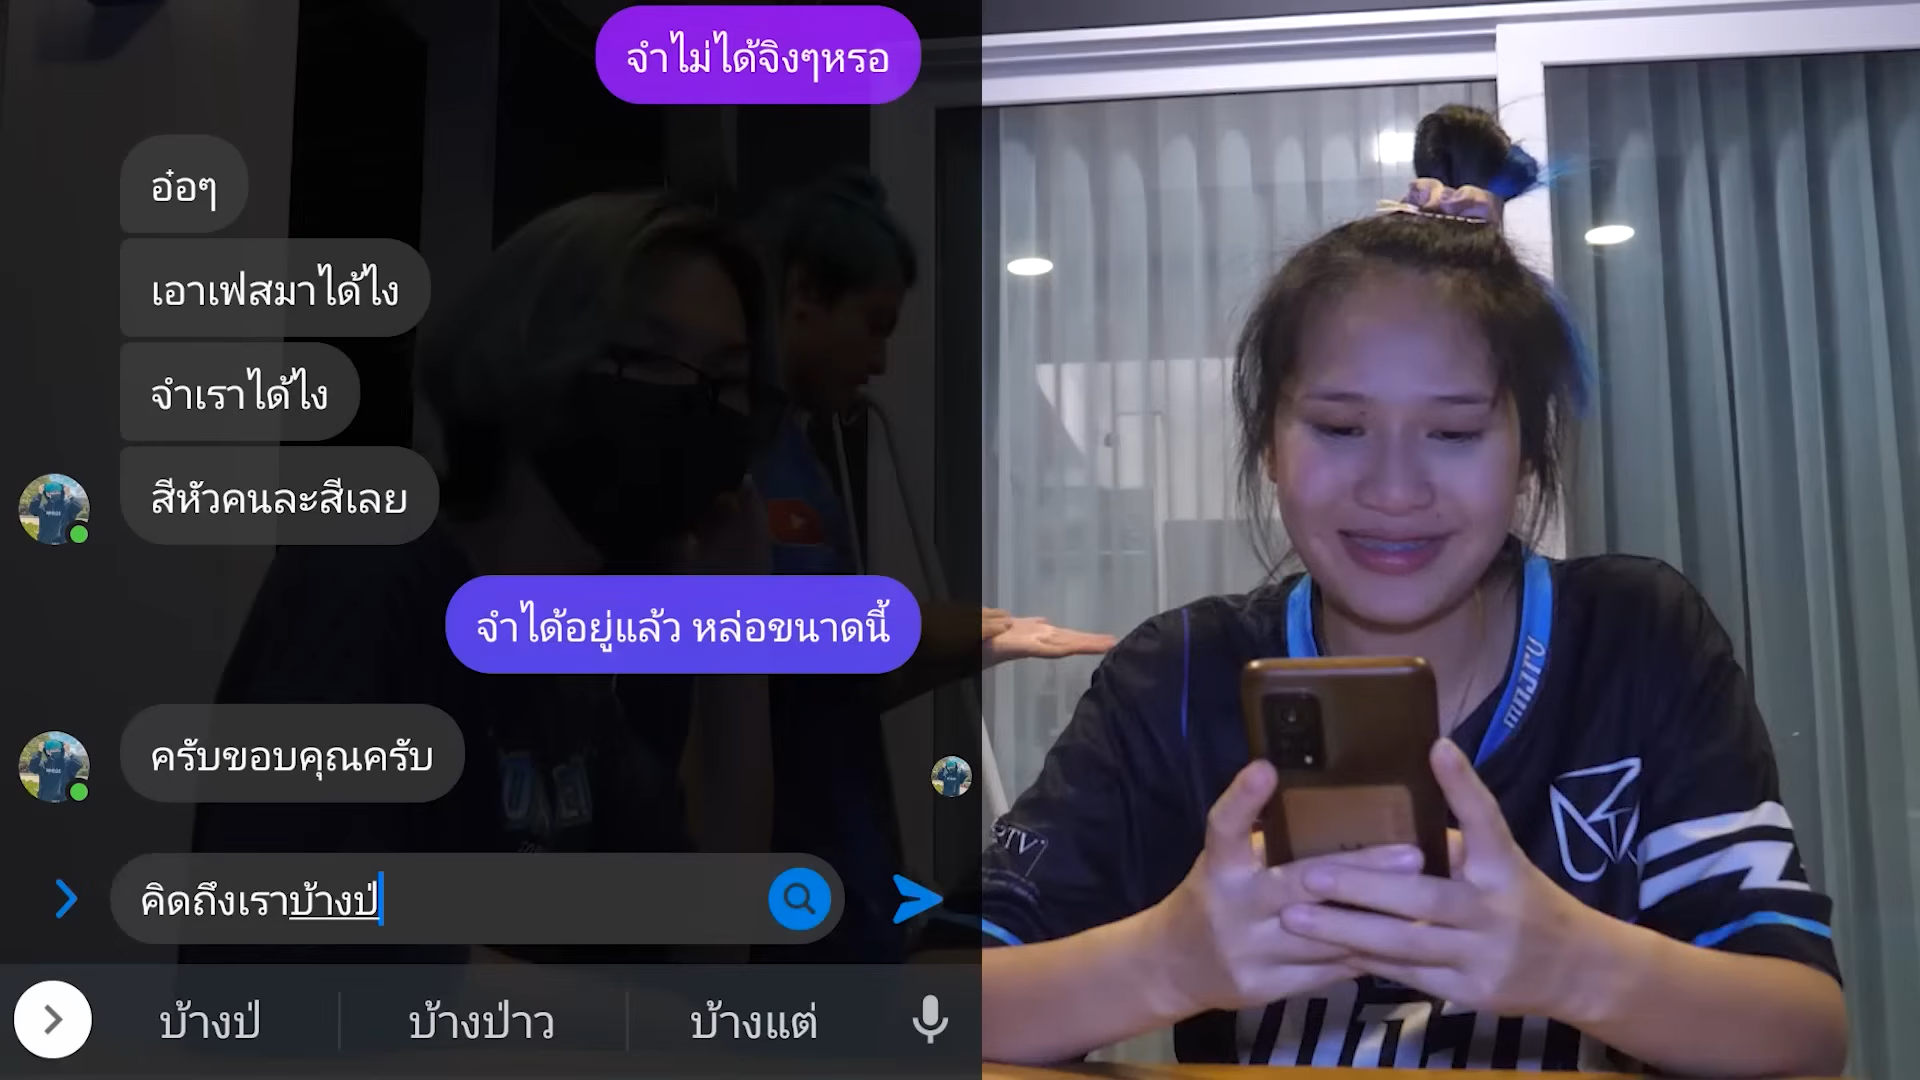 จำไม่ได้จิงๆหรอ
อ๋อๆ
เอาเฟสมาได้ไง
จำเราได้ไง
สีหัวคนละสีเลย
จำได้อยู่แล้ว หล่อขนาดนี้
ครับขอบคุณครับ
คิดถึงเราบ้างป่
บ้างป่ บ้างป่าว บ้างแต่